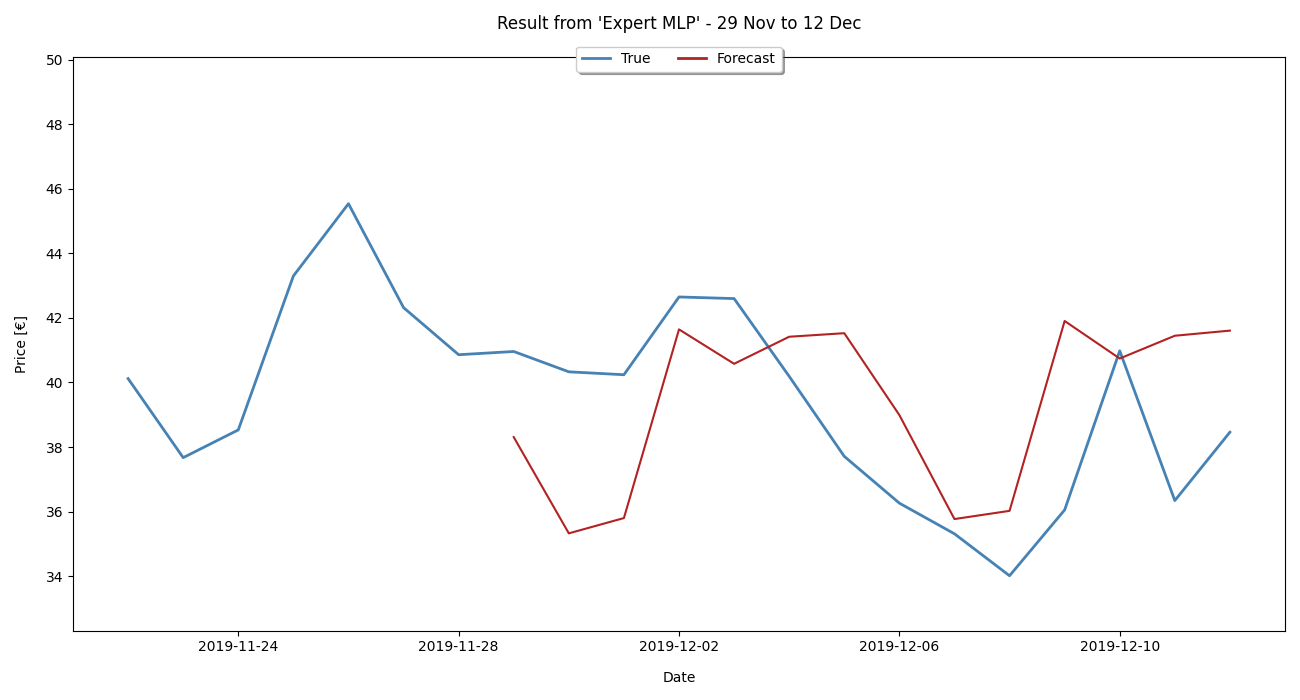 Result from 'Expert MLP' - 29 Nov to 12 Dec
True Forecast
50
48
46
44
42
40
38
36
34
Price [€]
2019-11-24 2019-11-28 2019-12-02 2019-12-06 2019-12-10
Date